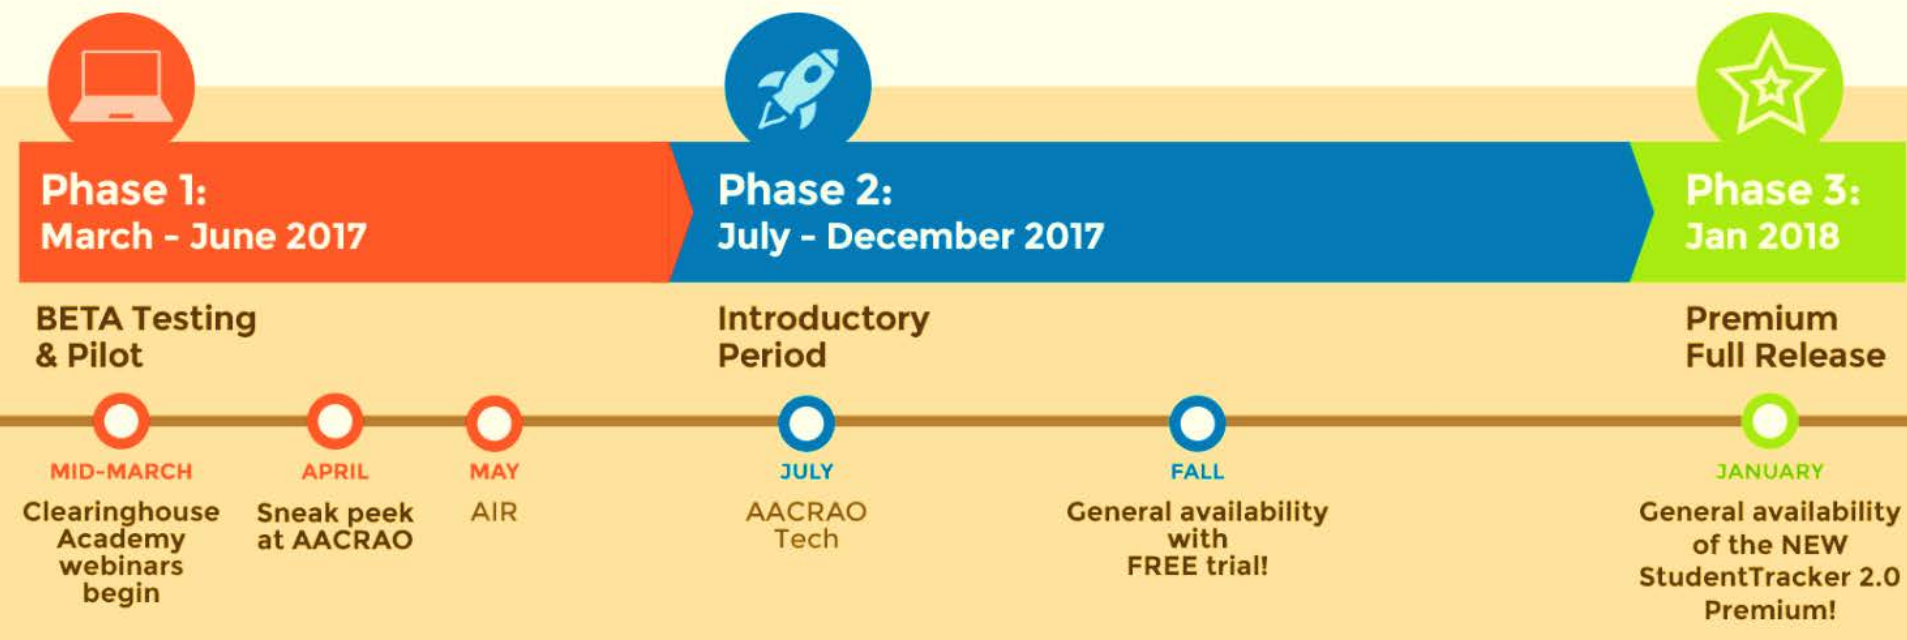 Phase 1:
March - June 2017
Phase 2:
July - December 2017
Phase 3:
Jan 2018
BETA Testing
& Pilot
Introductory
Period
Premium
Full Release
MID-MARCH
Clearinghouse
Academy
webinars
begin
APRIL
Sneak peek
at AACRAO
MAY
AIR
JULY
AACRAO
Tech
FALL
General availability
with
FREE trial!
JANUARY
General availability
of the NEW
StudentTracker 2.0
Premium!